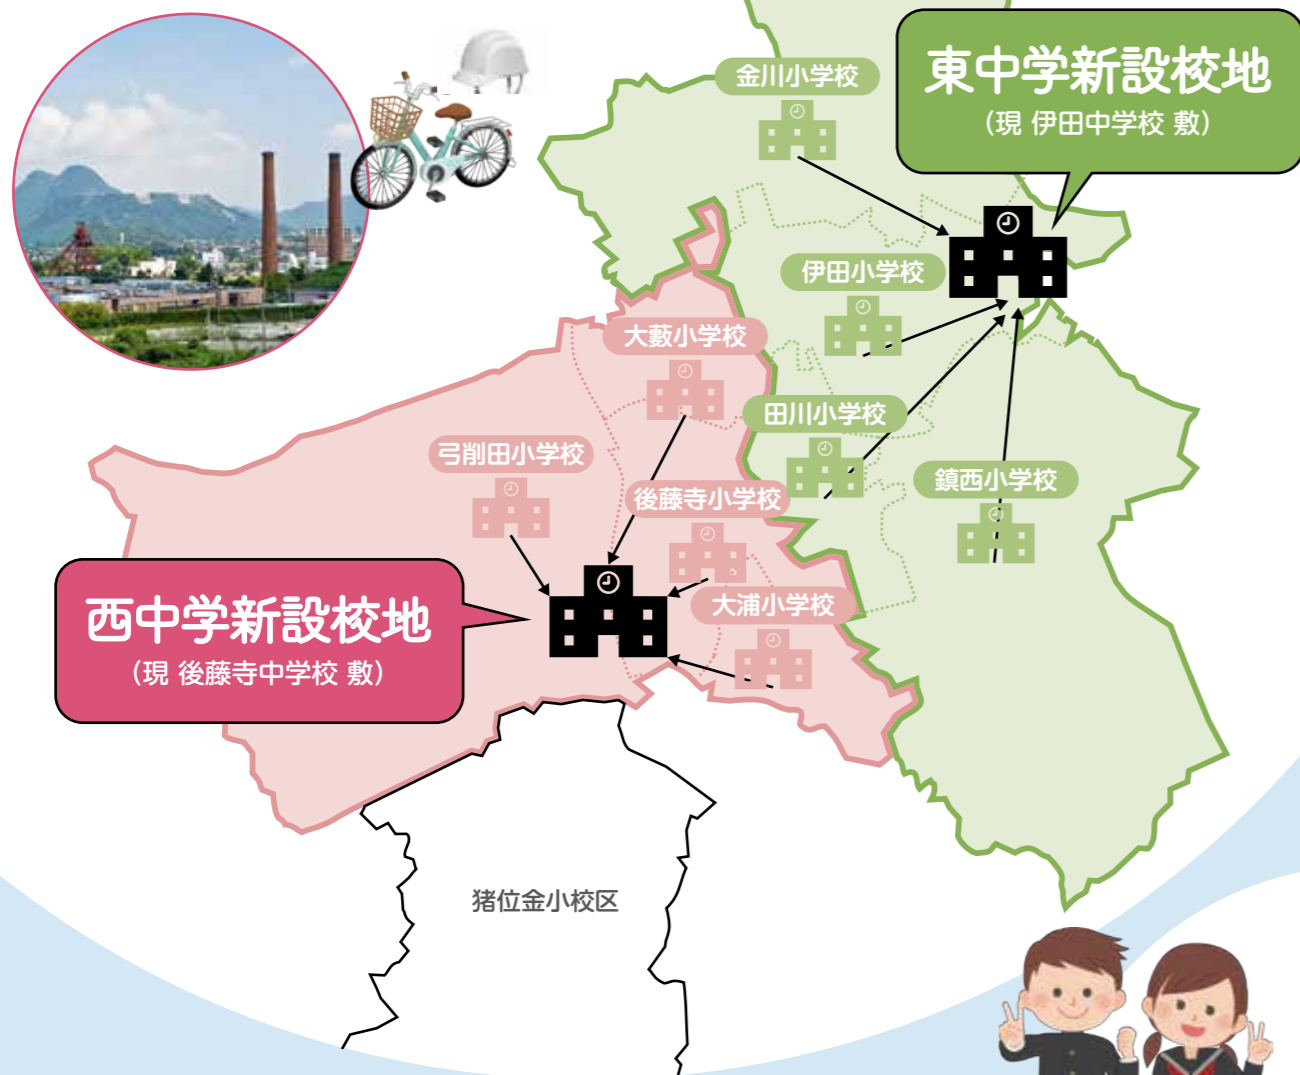 東中学新設校地
（現 伊田中学校 敷）
金川小学校
伊田小学校
大藪小学校
田川小学校
弓削田小学校
鎮西小学校
後藤寺小学校
西中学新設校地
（現 後藤寺中学校 敷）
大浦小学校
猪位金小校区